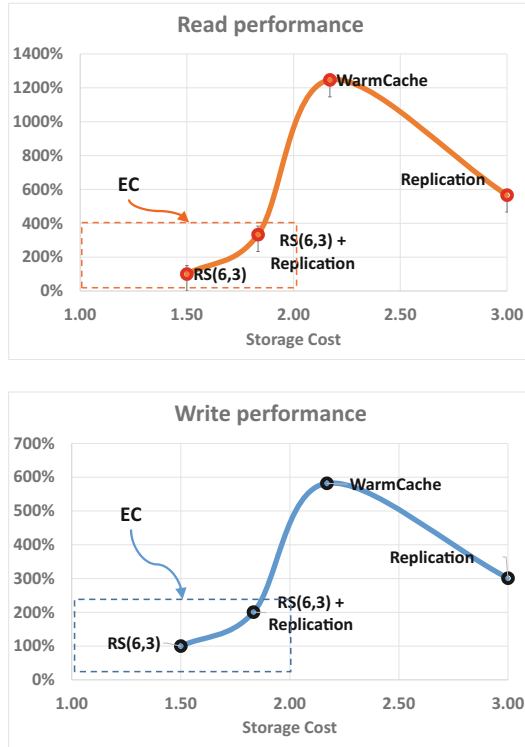 Read performance
1400%
1200%
1000%
800%
600%
400%
200%
0%
WarmCache
Replication
EC
RS(6,3) +
Replication
RS(6,3)
1.00 1.50 2.00 2.50 3.00
Storage Cost
Write performance
700%
600%
500%
400%
300%
200%
100%
0%
WarmCache
EC
Replication
RS(6,3) +
Replication
RS(6,3)
1.00 1.50 2.00 2.50 3.00
Storage Cost